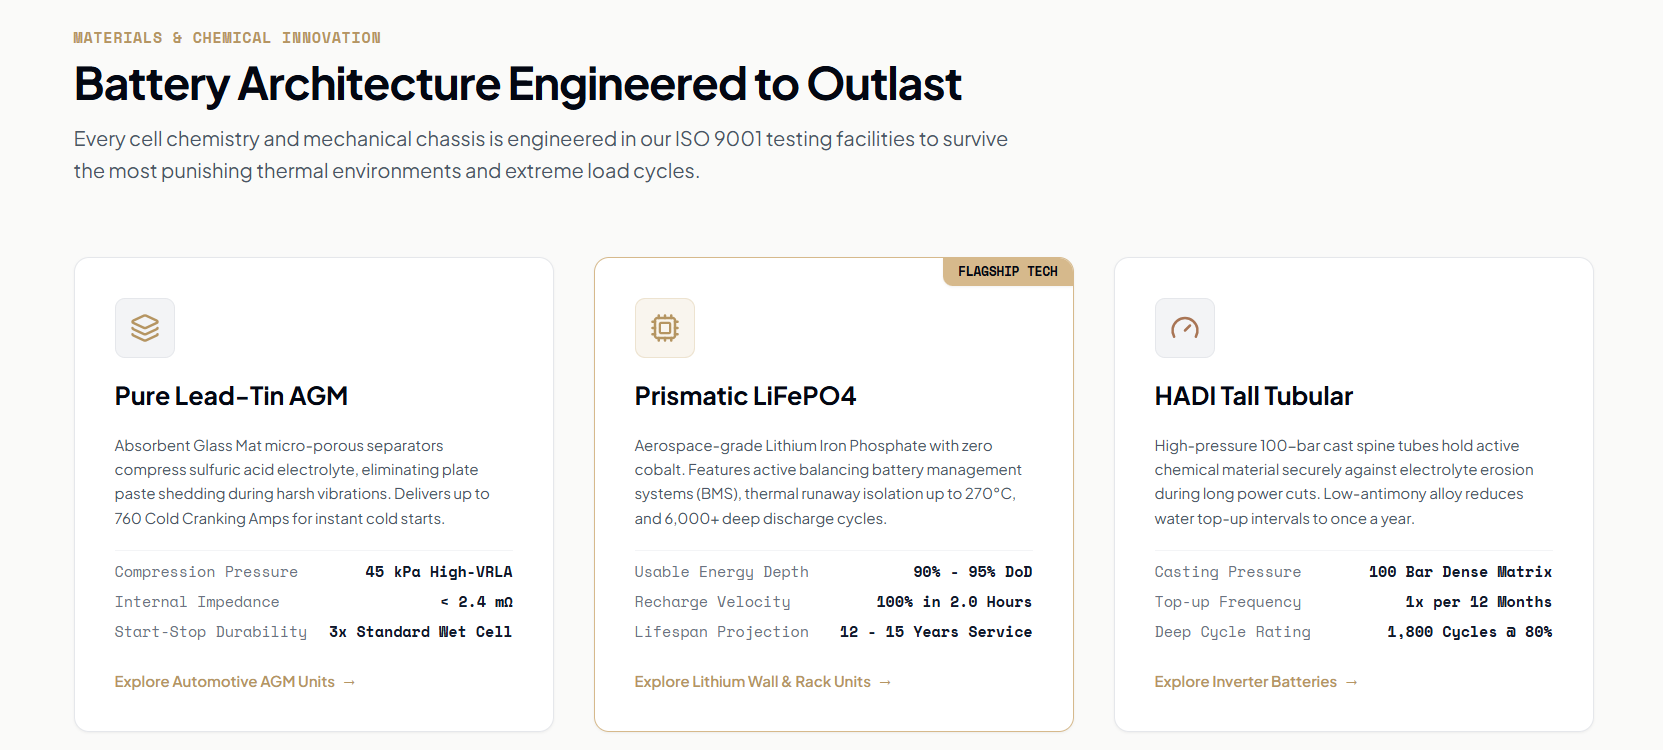 MATERIALS & CHEMICAL INNOVATION
Battery Architecture Engineered to Outlast
Every cell chemistry and mechanical chassis is engineered in our ISO 9001 testing facilities to survive
the most punishing thermal environments and extreme load cycles.
Pure Lead-Tin AGM
Absorbent Glass Mat micro-porous separators
compress sulfuric acid electrolyte, eliminating plate
paste shedding during harsh vibrations. Delivers up to
760 Cold Cranking Amps for instant cold starts.
Compression Pressure 45 kPa High-VRLA
Internal Impedance < 2.4 mΩ
Start-Stop Durability 3x Standard Wet Cell
Explore Automotive AGM Units →
FLAGSHIP TECH
Prismatic LiFePO4
Aerospace-grade Lithium Iron Phosphate with zero
cobalt. Features active balancing battery management
systems (BMS), thermal runaway isolation up to 270°C,
and 6,000+ deep discharge cycles.
Usable Energy Depth 90% - 95% DoD
Recharge Velocity 100% in 2.0 Hours
Lifespan Projection 12 - 15 Years Service
Explore Lithium Wall & Rack Units →
HADI Tall Tubular
High-pressure 100-bar cast spine tubes hold active
chemical material securely against electrolyte erosion
during long power cuts. Low-antimony alloy reduces
water top-up intervals to once a year.
Casting Pressure 100 Bar Dense Matrix
Top-up Frequency 1x per 12 Months
Deep Cycle Rating 1,800 Cycles @ 80%
Explore Inverter Batteries →